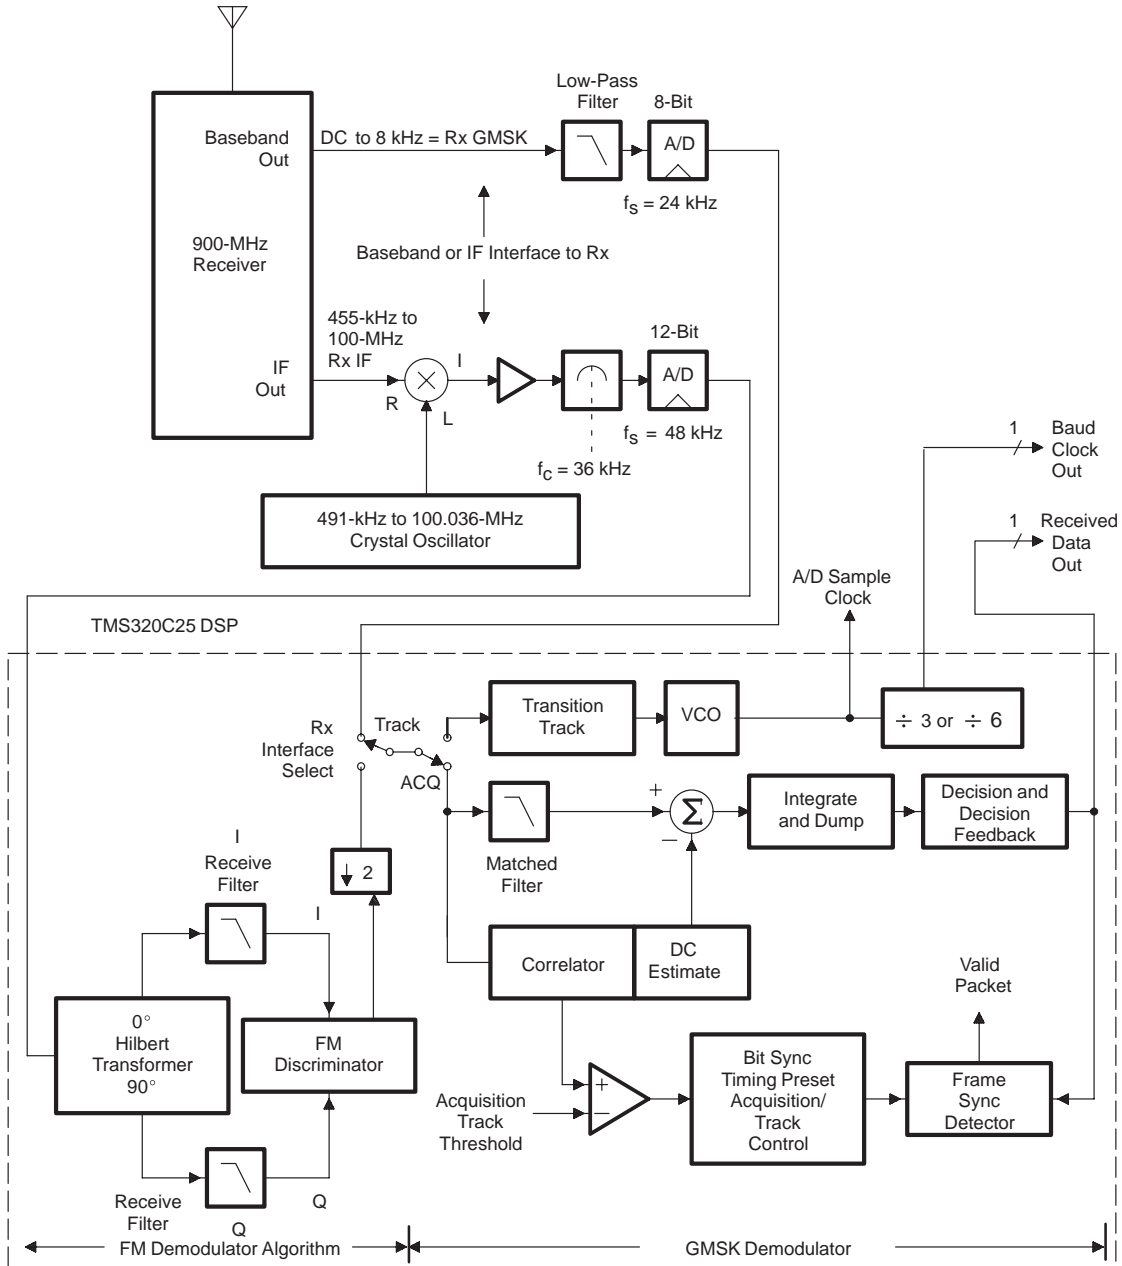 Low-Pass
Filter
8-Bit
Baseband
Out
DC to 8 kHz = Rx GMSK
A/D
fS = 24 kHz
900-MHz
Receiver
Baseband or IF Interface to Rx
455-kHz to
100-MHz
Rx IF
12-Bit
IF
Out
I
A/D
R
L
fS = 48 kHz
fC = 36 kHz
1
Baud
Clock
Out
491-kHz to 100.036-MHz
Crystal Oscillator
1
Received
Data
Out
A/D Sample
Clock
TMS320C25 DSP
Rx
Interface
Select
Track
ACQ
Transition
Track
VCO
÷ 3 or ÷ 6
+
Σ
−
Integrate
and Dump
Decision and
Decision
Feedback
Matched
Filter
I
Receive
Filter
↓ 2
I
Correlator
DC
Estimate
Valid
Packet
0°
Hilbert
Transformer
90°
FM
Discriminator
Acquisition
Track
Threshold
+
−
Bit Sync
Timing Preset
Acquisition/
Track
Control
Frame
Sync
Detector
Receive
Filter
Q
Q
FM Demodulator Algorithm
GMSK Demodulator